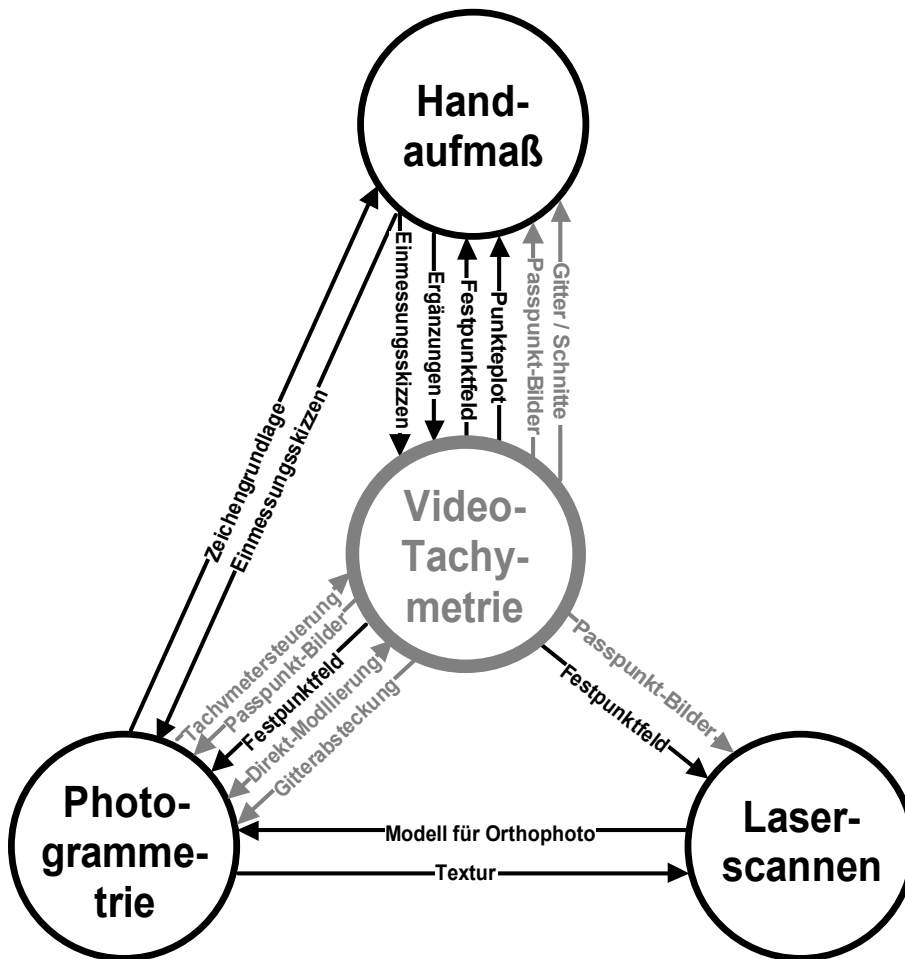 Hand-
aufmaß
Einmessungsskizzen
Ergänzungen
Festpunktfeld
Punkteplot
Passpunkt-Bilder
Gitter / Schnitte
Zeichengrundlage
Einmessungsskizzen
Video-
Tachy-
metrie
Tachymetersteuerung
Passpunkt-Bilder
Festpunktfeld
Direkt-Modllierung
Gitterabsteckung
Passpunkt-Bilder
Festpunktfeld
Photo-
gramme-
trie
Modell für Orthophoto
Textur
Laser-
scannen